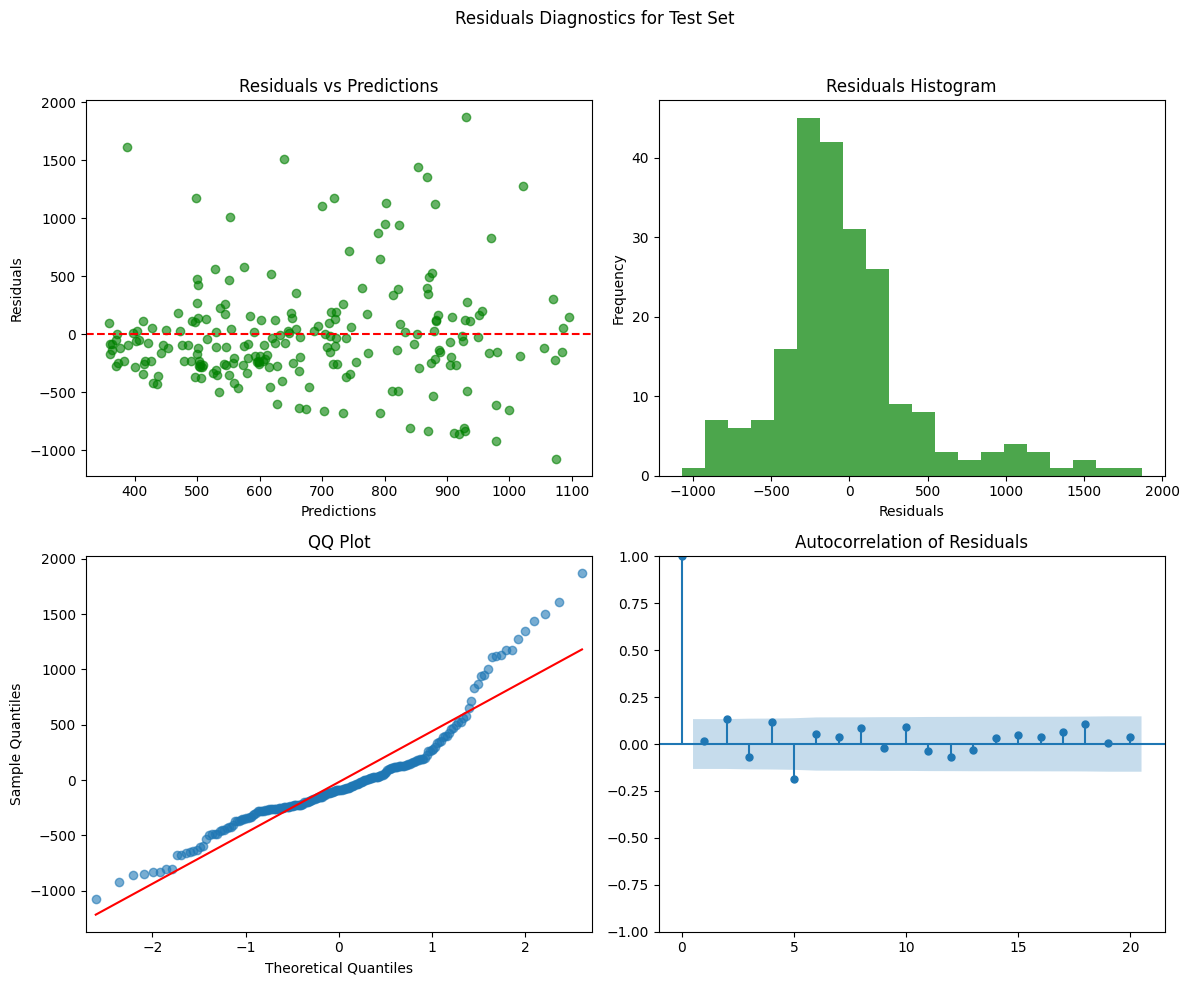 Residuals Diagnostics for Test Set
Residuals vs Predictions
2000
1500
1000
500
0
−500
−1000
Residuals
400 500 600 700 800 900 1000 1100
Predictions
Residuals Histogram
40
30
20
10
0
Frequency
−1000 −500 0 500 1000 1500 2000
Residuals
QQ Plot
2000
1500
1000
500
0
−500
−1000
Sample Quantiles
−2 −1 0 1 2
Theoretical Quantiles
Autocorrelation of Residuals
1.00
0.75
0.50
0.25
0.00
−0.25
−0.50
−0.75
−1.00
0 5 10 15 20